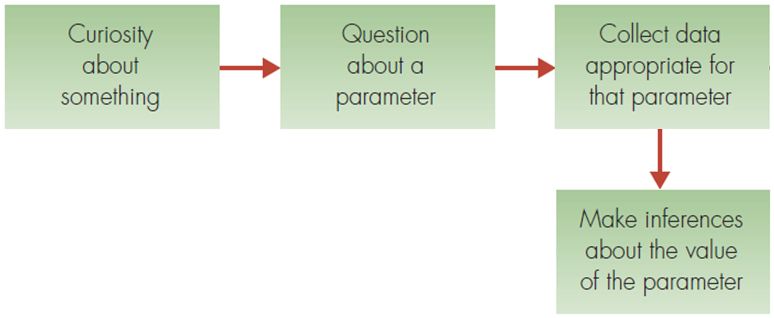 Curiosity
about
something
Question
about a
parameter
Collect data
appropriate for
that parameter
Make inferences
about the value
of the parameter